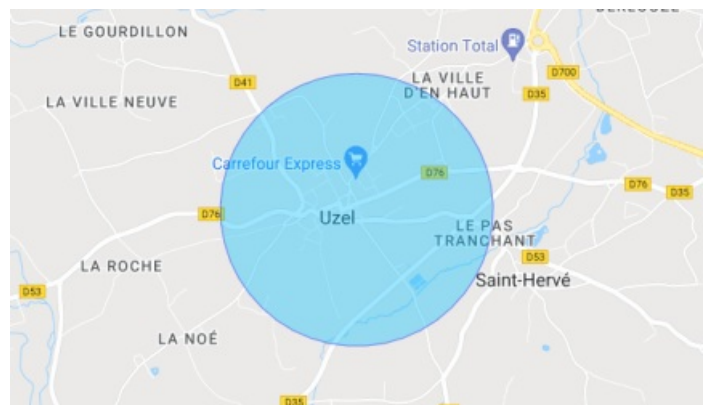 LE GOURDILLON
Station Total
D700
D41
LA VILLE
D'EN HAUT
D35
LA VILLE NEUVE
Carrefour Express
D76
D76
D35
D76
Uzel
LE PAS
TRANCHANT
D53
LA ROCHE
Saint-Hervé
D53
LA NOÉ
D35